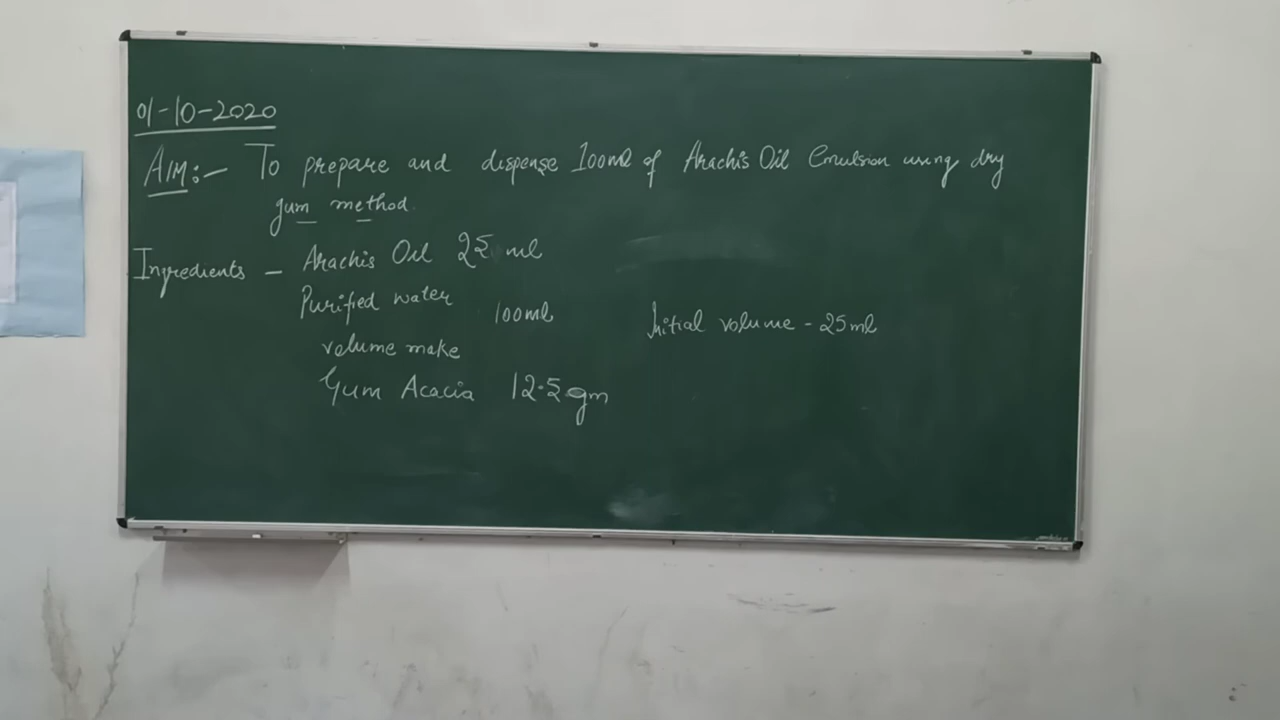 01-10-2020
AIM:- To prepare and dispense 100ml of Arachis Oil Emulsion using dry
gum method.
Ingredients - Arachis Oil 25 ml
Purified water 100ml
volume make
Initial volume - 25ml
Gum Acacia 12.5 gm